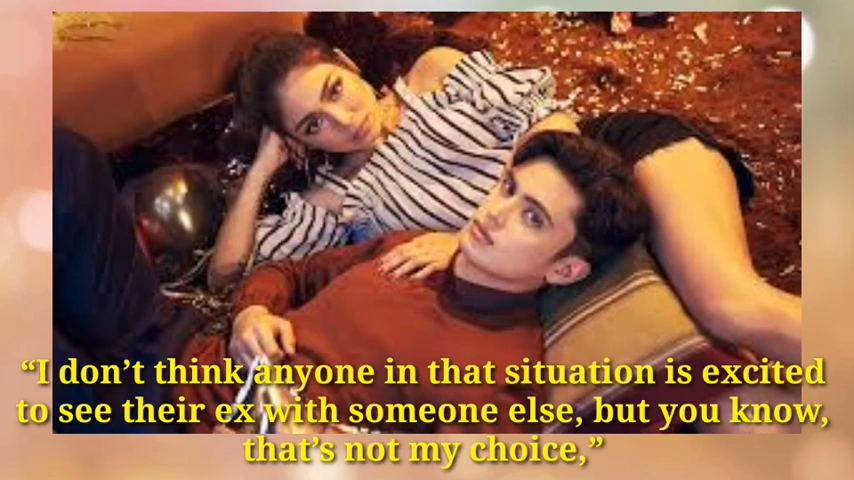 “I don’t think anyone in that situation is excited
to see their ex with someone else, but you know,
that’s not my choice,”